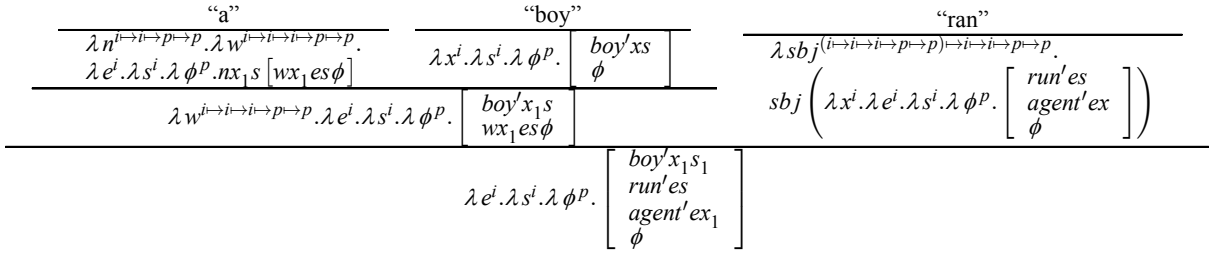 “a” “boy” “ran”
λn^{i↦i↦p↦p}.λw^{i↦i↦i↦p↦p}.
λe^i.λs^i.λϕ^p.nx_1s [wx_1esϕ]
λx^i.λs^i.λϕ^p. [ boy′xs
ϕ ]
λsbj^{(i↦i↦i↦p↦p)↦i↦i↦p↦p}.
sbj ( λx^i.λe^i.λs^i.λϕ^p. [ run′es
agent′ex
ϕ ] )
λw^{i↦i↦i↦p↦p}.λe^i.λs^i.λϕ^p. [ boy′x_1s
wx_1esϕ ]
λe^i.λs^i.λϕ^p. [ boy′x_1s_1
run′es
agent′ex_1
ϕ ]